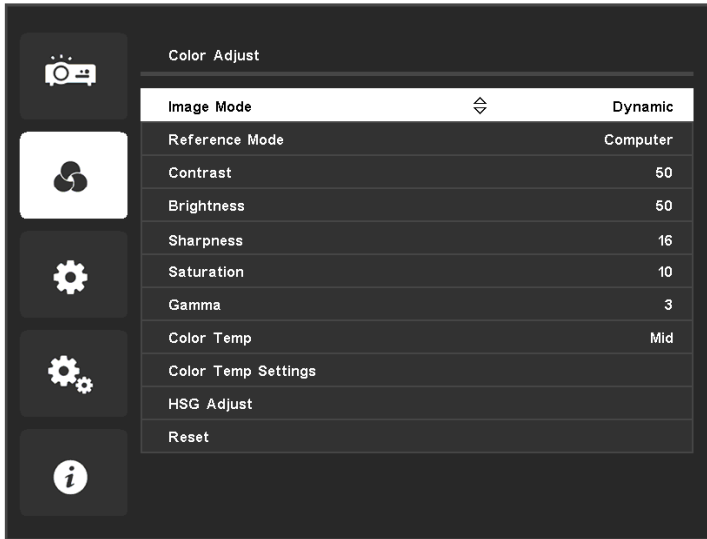 Color Adjust
Image Mode Dynamic
Reference Mode Computer
Contrast 50
Brightness 50
Sharpness 16
Saturation 10
Gamma 3
Color Temp Mid
Color Temp Settings
HSG Adjust
Reset
i